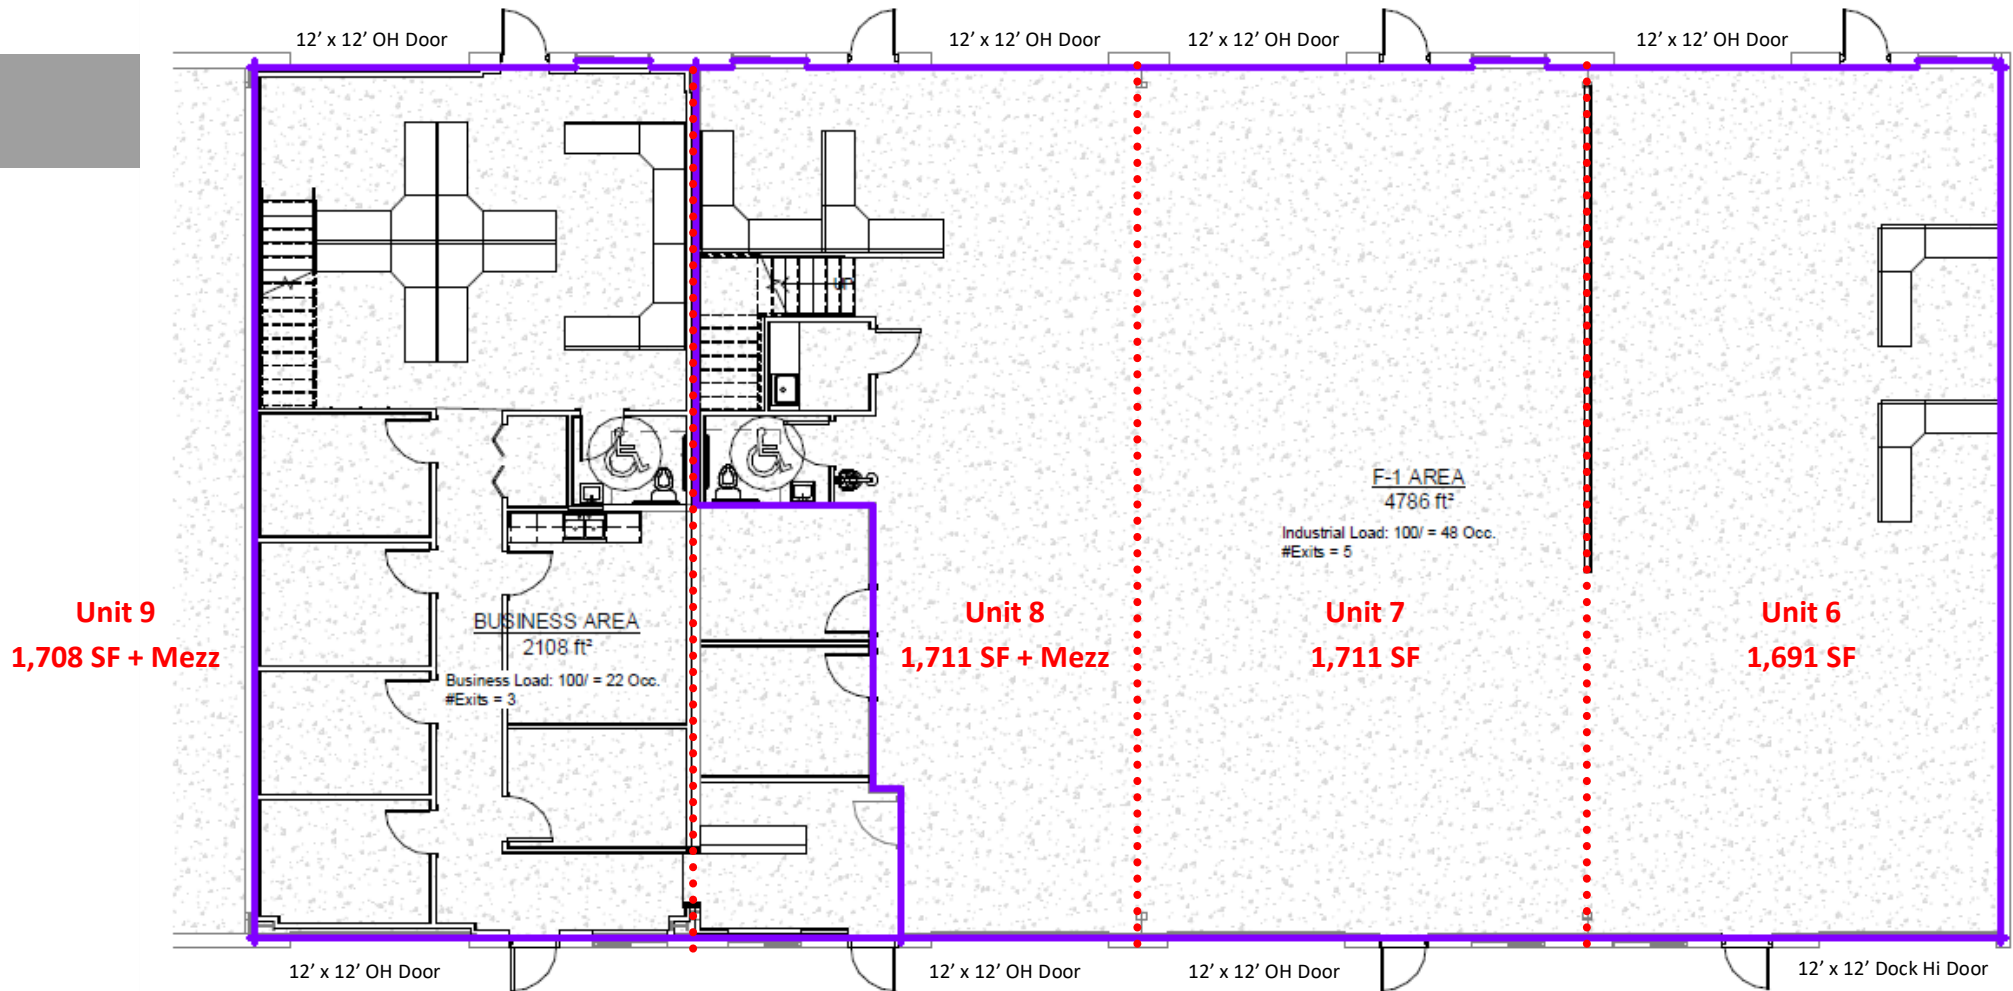 12’ x 12’ OH Door
12’ x 12’ OH Door
12’ x 12’ OH Door
12’ x 12’ OH Door
UP
F-1 AREA
4786 ft²
Industrial Load: 100/ = 48 Occ.
#Exits = 5
Unit 9
1,708 SF + Mezz
BUSINESS AREA
2108 ft²
Business Load: 100/ = 22 Occ.
#Exits = 3
Unit 8
1,711 SF + Mezz
Unit 7
1,711 SF
Unit 6
1,691 SF
12’ x 12’ OH Door
12’ x 12’ OH Door
12’ x 12’ OH Door
12’ x 12’ Dock Hi Door